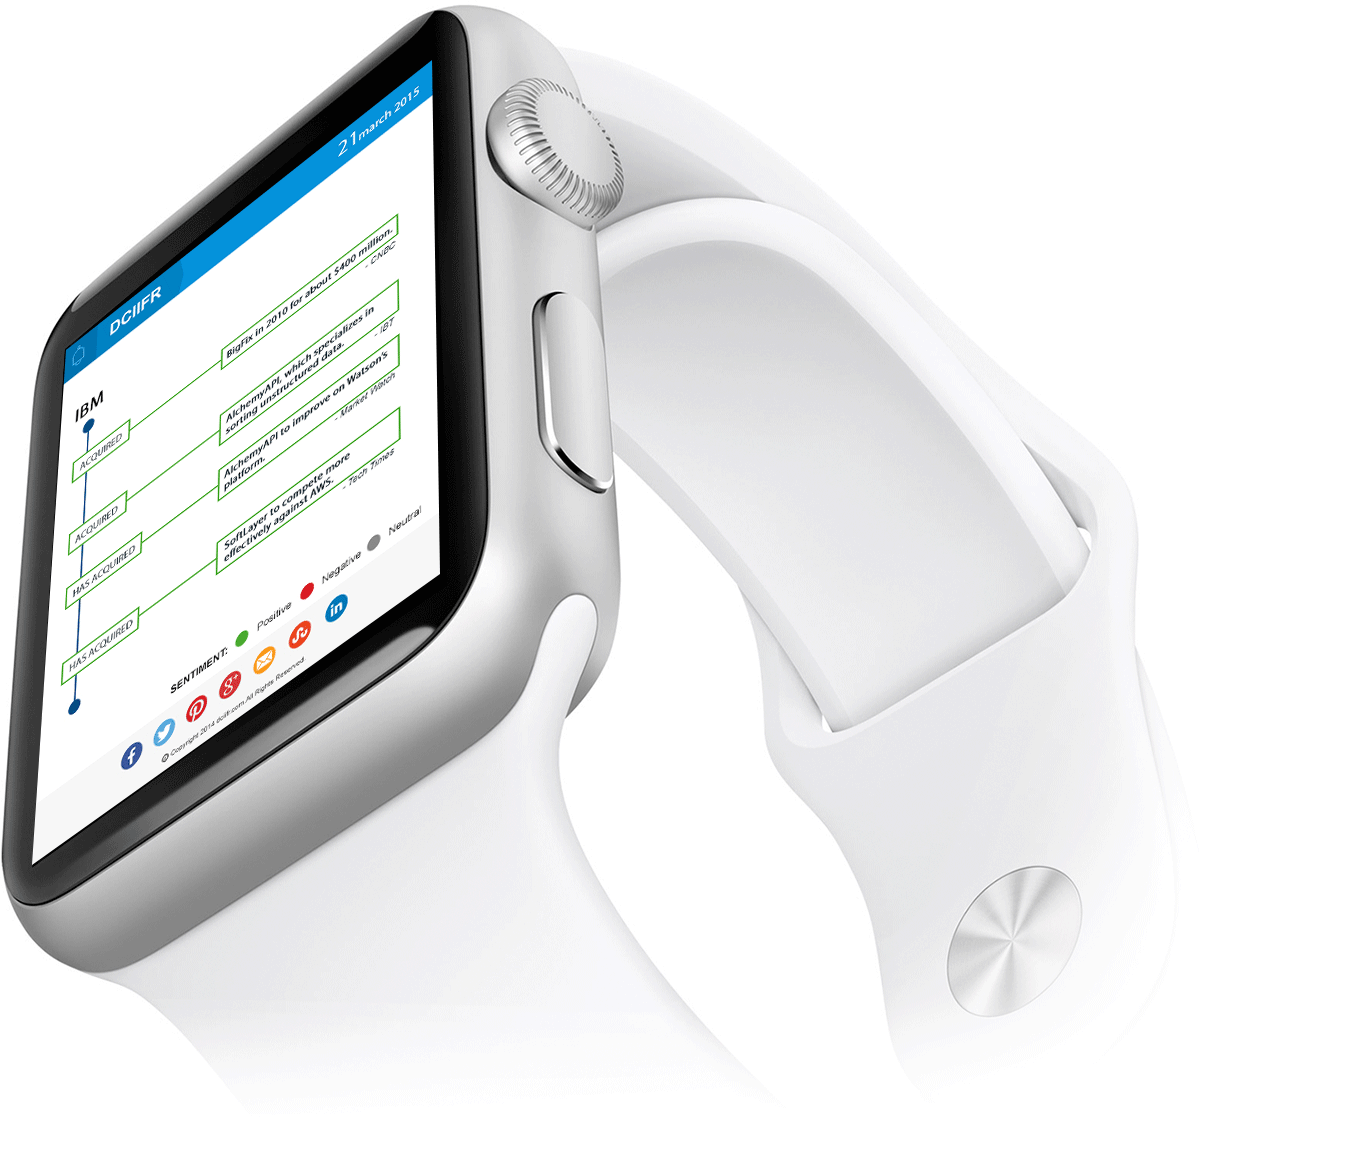 21march 2015
DCIIFR
IBM
ACQUIRED
BigFix in 2010 for about $400 million.
- CNBC
ACQUIRED
AlchemyAPI, which specializes in
sorting unstructured data.
- IBT
HAS ACQUIRED
AlchemyAPI to improve on Watson's
platform.
- Market Watch
HAS ACQUIRED
SoftLayer to compete more
effectively against AWS.
- Tech Times
SENTIMENT: Positive Negative Neutral
© Copyright 2014 dciifr.com.All Rights Reserved